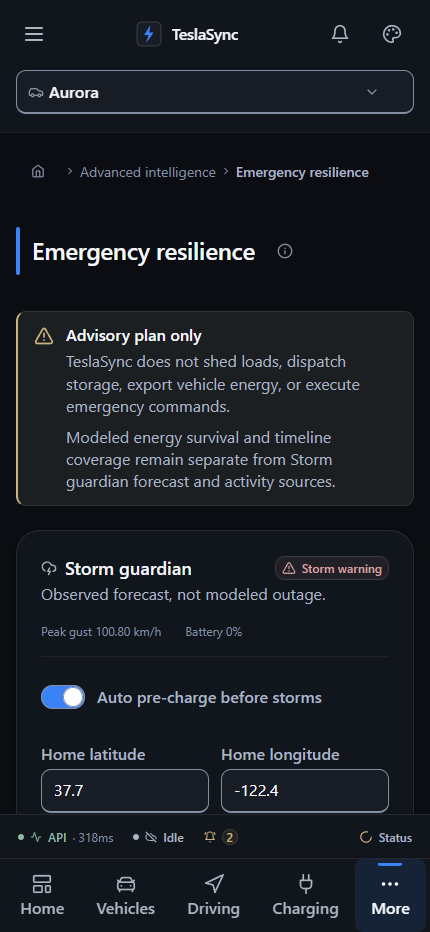 TeslaSync
Aurora
Advanced intelligence
Emergency resilience
Emergency resilience
Advisory plan only
TeslaSync does not shed loads, dispatch
storage, export vehicle energy, or execute
emergency commands.
Modeled energy survival and timeline
coverage remain separate from Storm
guardian forecast and activity sources.
Storm guardian
Storm warning
Observed forecast, not modeled outage.
Peak gust 100.80 km/h
Battery 0%
Auto pre-charge before storms
Home latitude
Home longitude
37.7
-122.4
API · 318ms
Idle
2
Status
Home
Vehicles
Driving
Charging
More